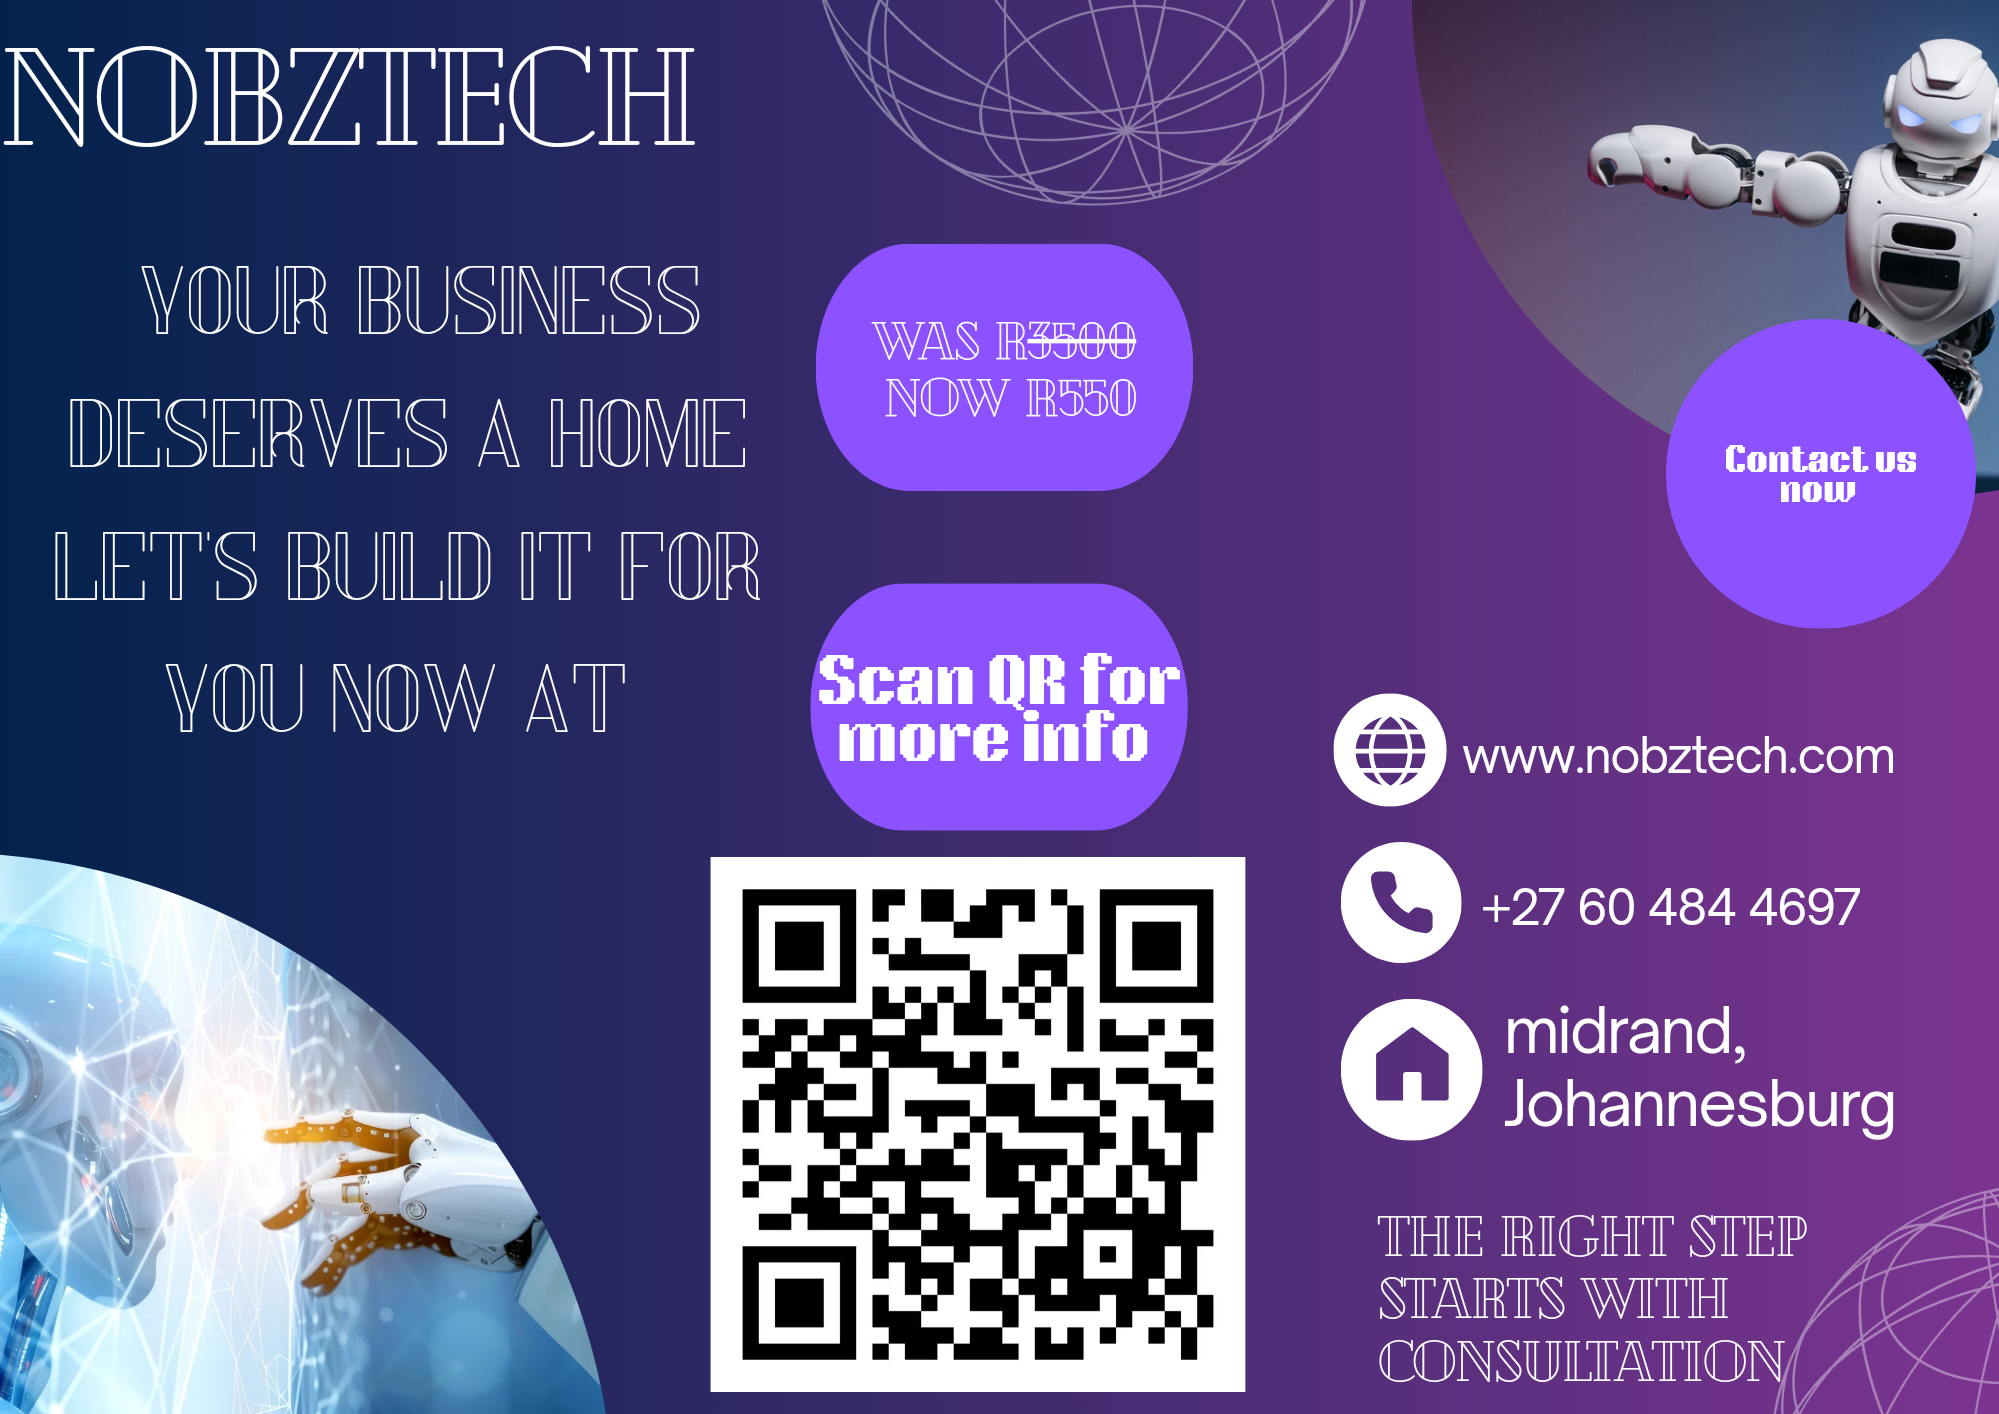 NOBZTECH
YOUR BUSINESS
DESERVES A HOME
LET'S BUILD IT FOR
YOU NOW AT
WAS R3500
NOW R550
Scan QR for
more info
Contact us
now
www.nobztech.com
+27 60 484 4697
midrand,
Johannesburg
THE RIGHT STEP
STARTS WITH
CONSULTATION